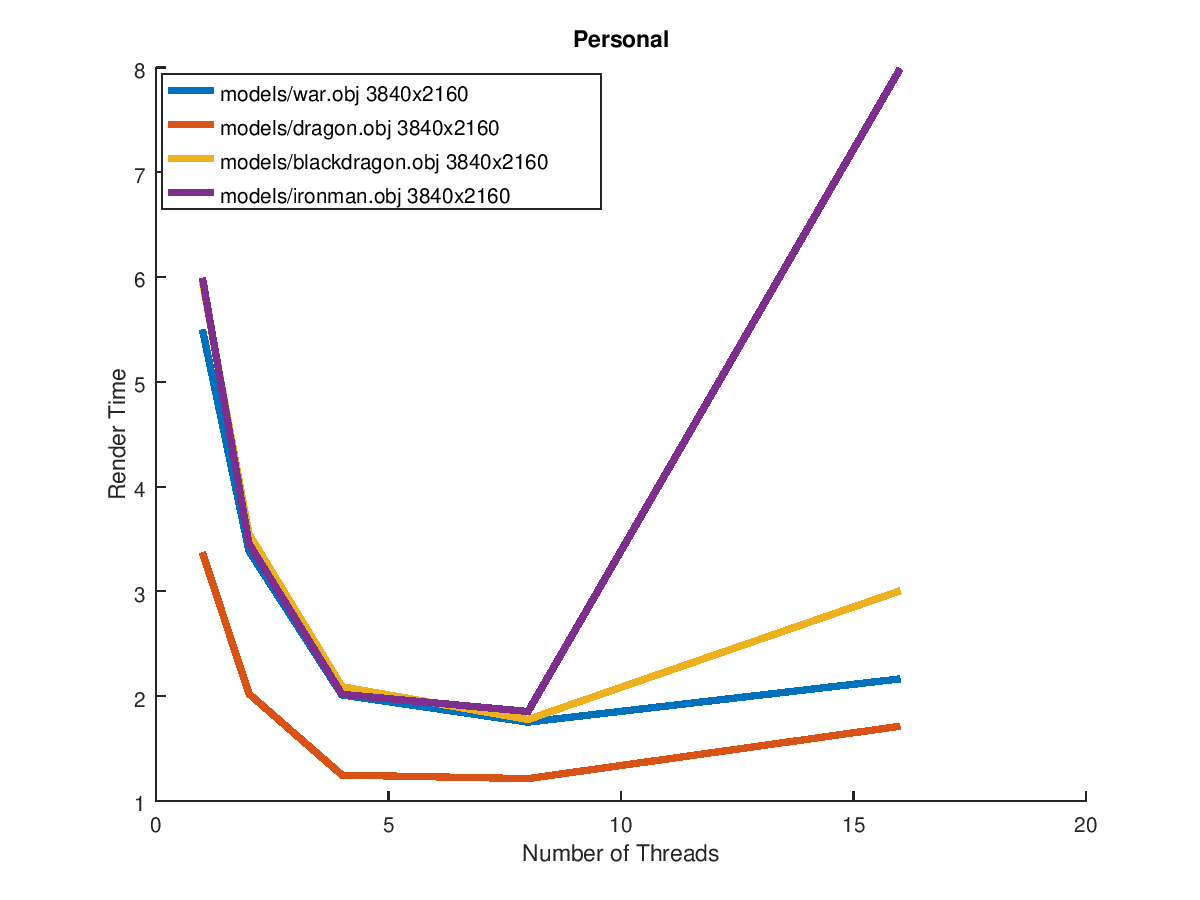 Personal
models/war.obj 3840x2160
models/dragon.obj 3840x2160
models/blackdragon.obj 3840x2160
models/ironman.obj 3840x2160
8
7
6
5
4
3
2
1
Render Time
0 5 10 15 20
Number of Threads